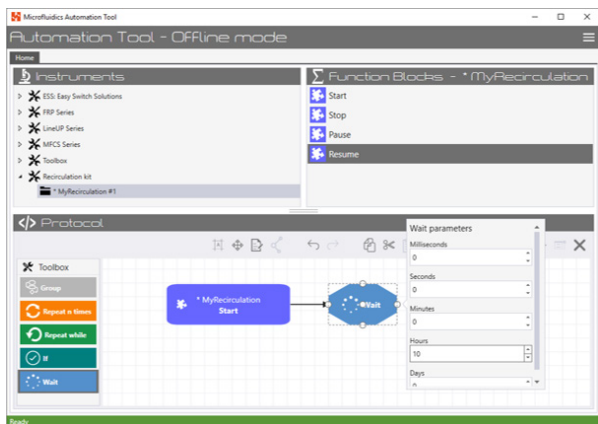 Microfluidics Automation Tool
Automation Tool - Offline mode
Home
Instruments
ESS: Easy Switch Solutions
FRP Series
LineUP Series
MFCS Series
Toolbox
Recirculation kit
* MyRecirculation #1
Function Blocks - * MyRecirculation
Start
Stop
Pause
Resume
</> Protocol
Toolbox
Group
Repeat n times
Repeat while
If
Wait
* MyRecirculation
Start
Wait
Wait parameters
Milliseconds
0
Seconds
0
Minutes
0
Hours
10
Days
0
Ready